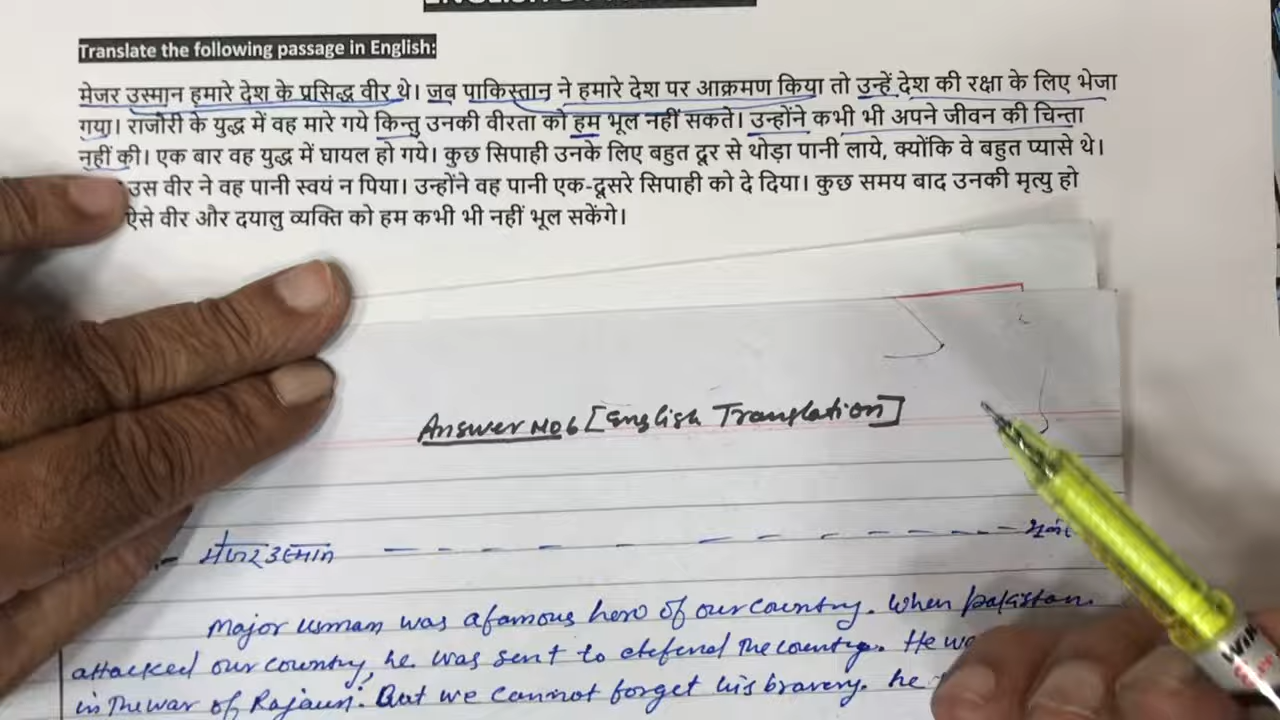 Translate the following passage in English:
मेजर उस्मान हमारे देश के प्रसिद्ध वीर थे। जब पाकिस्तान ने हमारे देश पर आक्रमण किया तो उन्हें देश की रक्षा के लिए भेजा
गया। राजौरी के युद्ध में वह मारे गये किन्तु उनकी वीरता को हम भूल नहीं सकते। उन्होंने कभी भी अपने जीवन की चिन्ता
नहीं की। एक बार वह युद्ध में घायल हो गये। कुछ सिपाही उनके लिए बहुत दूर से थोड़ा पानी लाये, क्योंकि वे बहुत प्यासे थे।
उस वीर ने वह पानी स्वयं न पिया। उन्होंने वह पानी एक-दूसरे सिपाही को दे दिया। कुछ समय बाद उनकी मृत्यु हो
ऐसे वीर और दयालु व्यक्ति को हम कभी भी नहीं भूल सकेंगे।
Answer No 6 [English Translation]
मेजर उस्मान
Major usman was a famous hero of our country. When pakistan
attacked our country, he was sent to defend the country. He
in the war of Rajauri. But we cannot forget his bravery. he